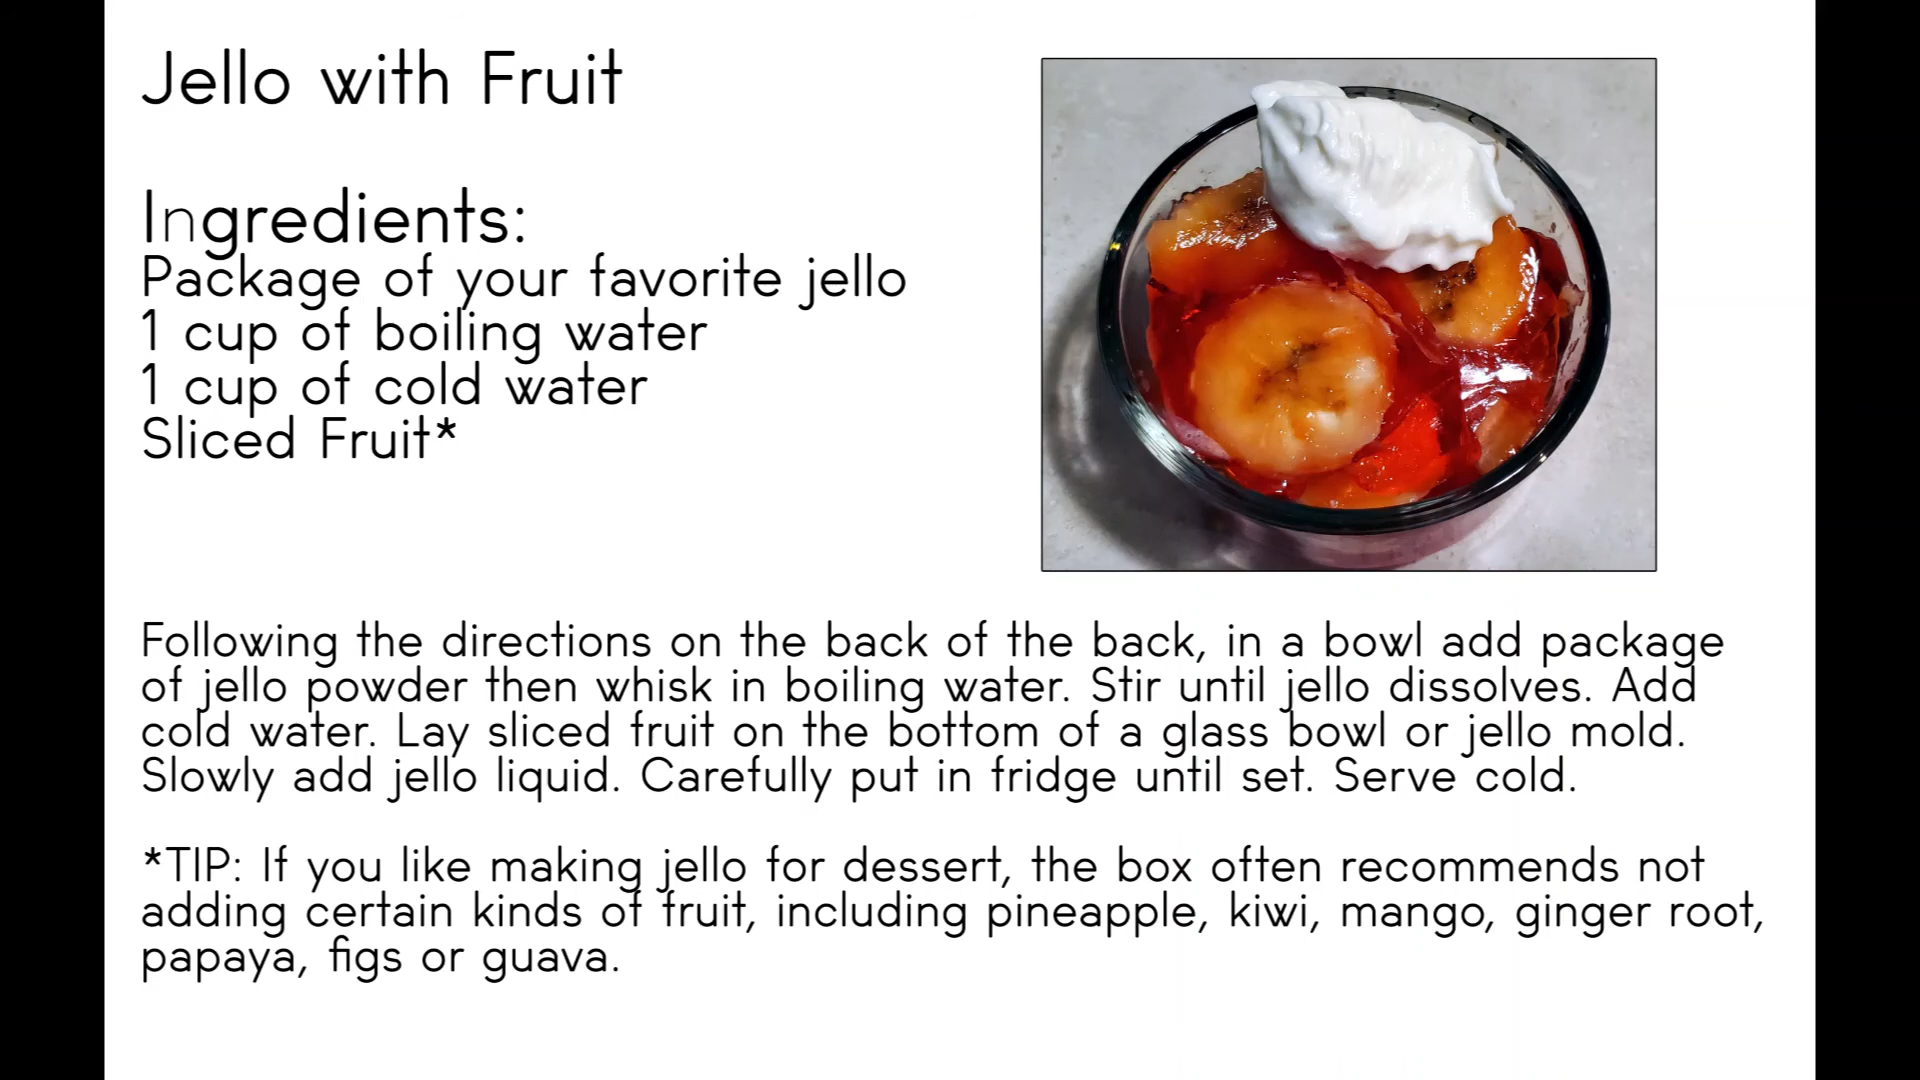 Jello with Fruit
Ingredients:
Package of your favorite jello
1 cup of boiling water
1 cup of cold water
Sliced Fruit*
Following the directions on the back of the back, in a bowl add package
of jello powder then whisk in boiling water. Stir until jello dissolves. Add
cold water. Lay sliced fruit on the bottom of a glass bowl or jello mold.
Slowly add jello liquid. Carefully put in fridge until set. Serve cold.
*TIP: If you like making jello for dessert, the box often recommends not
adding certain kinds of fruit, including pineapple, kiwi, mango, ginger root,
papaya, figs or guava.